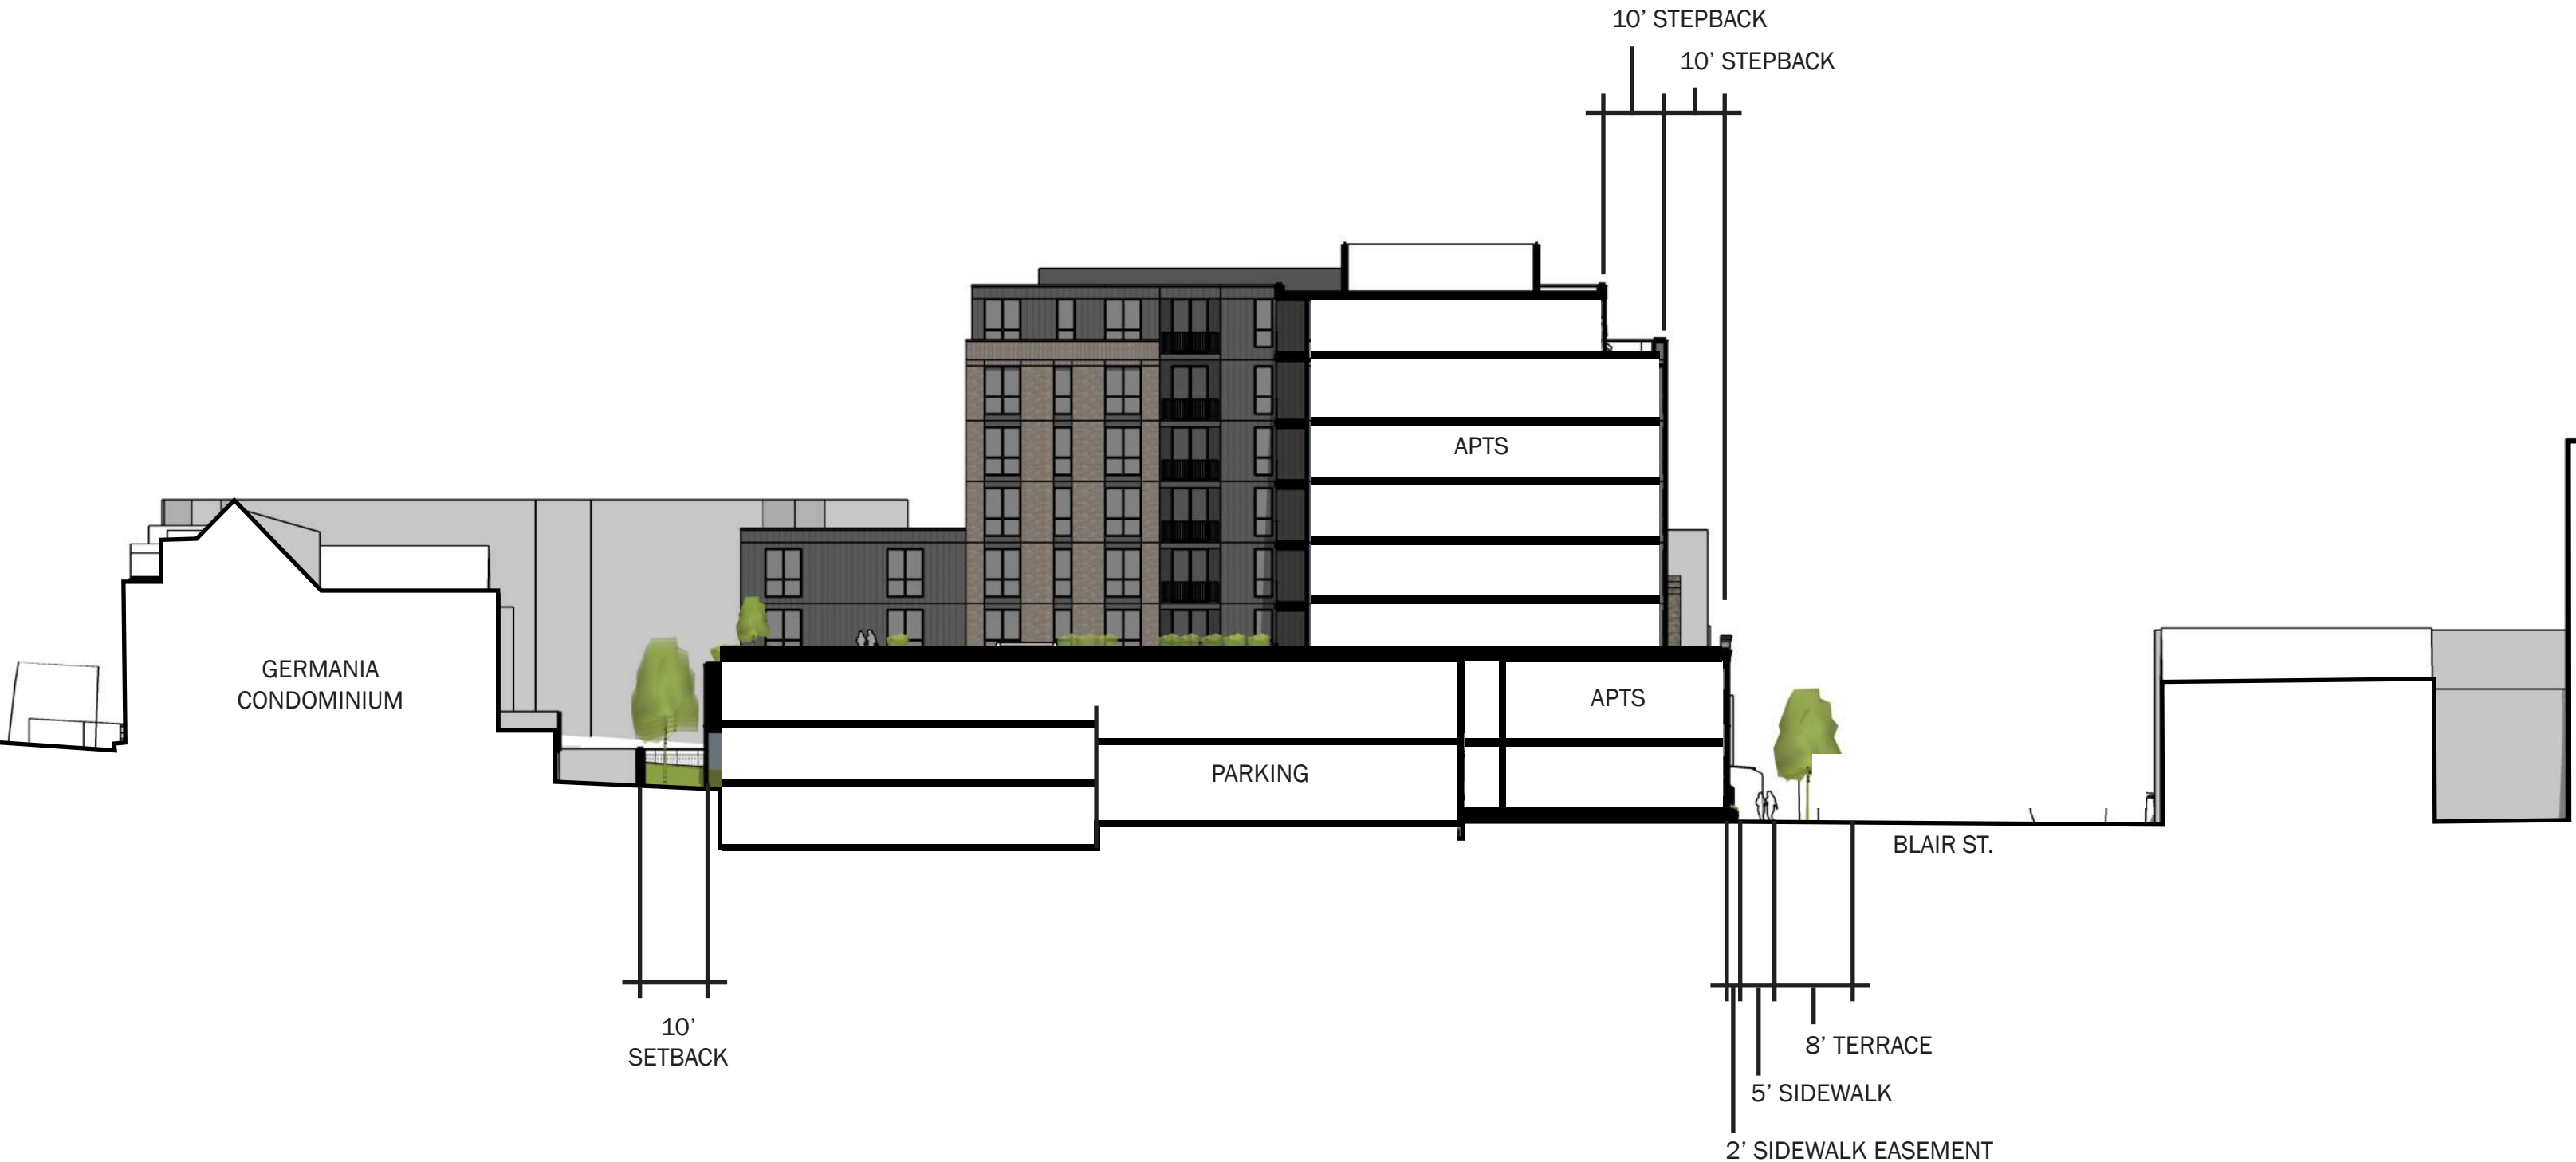 10’ STEPBACK
10’ STEPBACK
APTS
GERMANIA
CONDOMINIUM
APTS
PARKING
BLAIR ST.
10’
SETBACK
8’ TERRACE
5’ SIDEWALK
2’ SIDEWALK EASEMENT